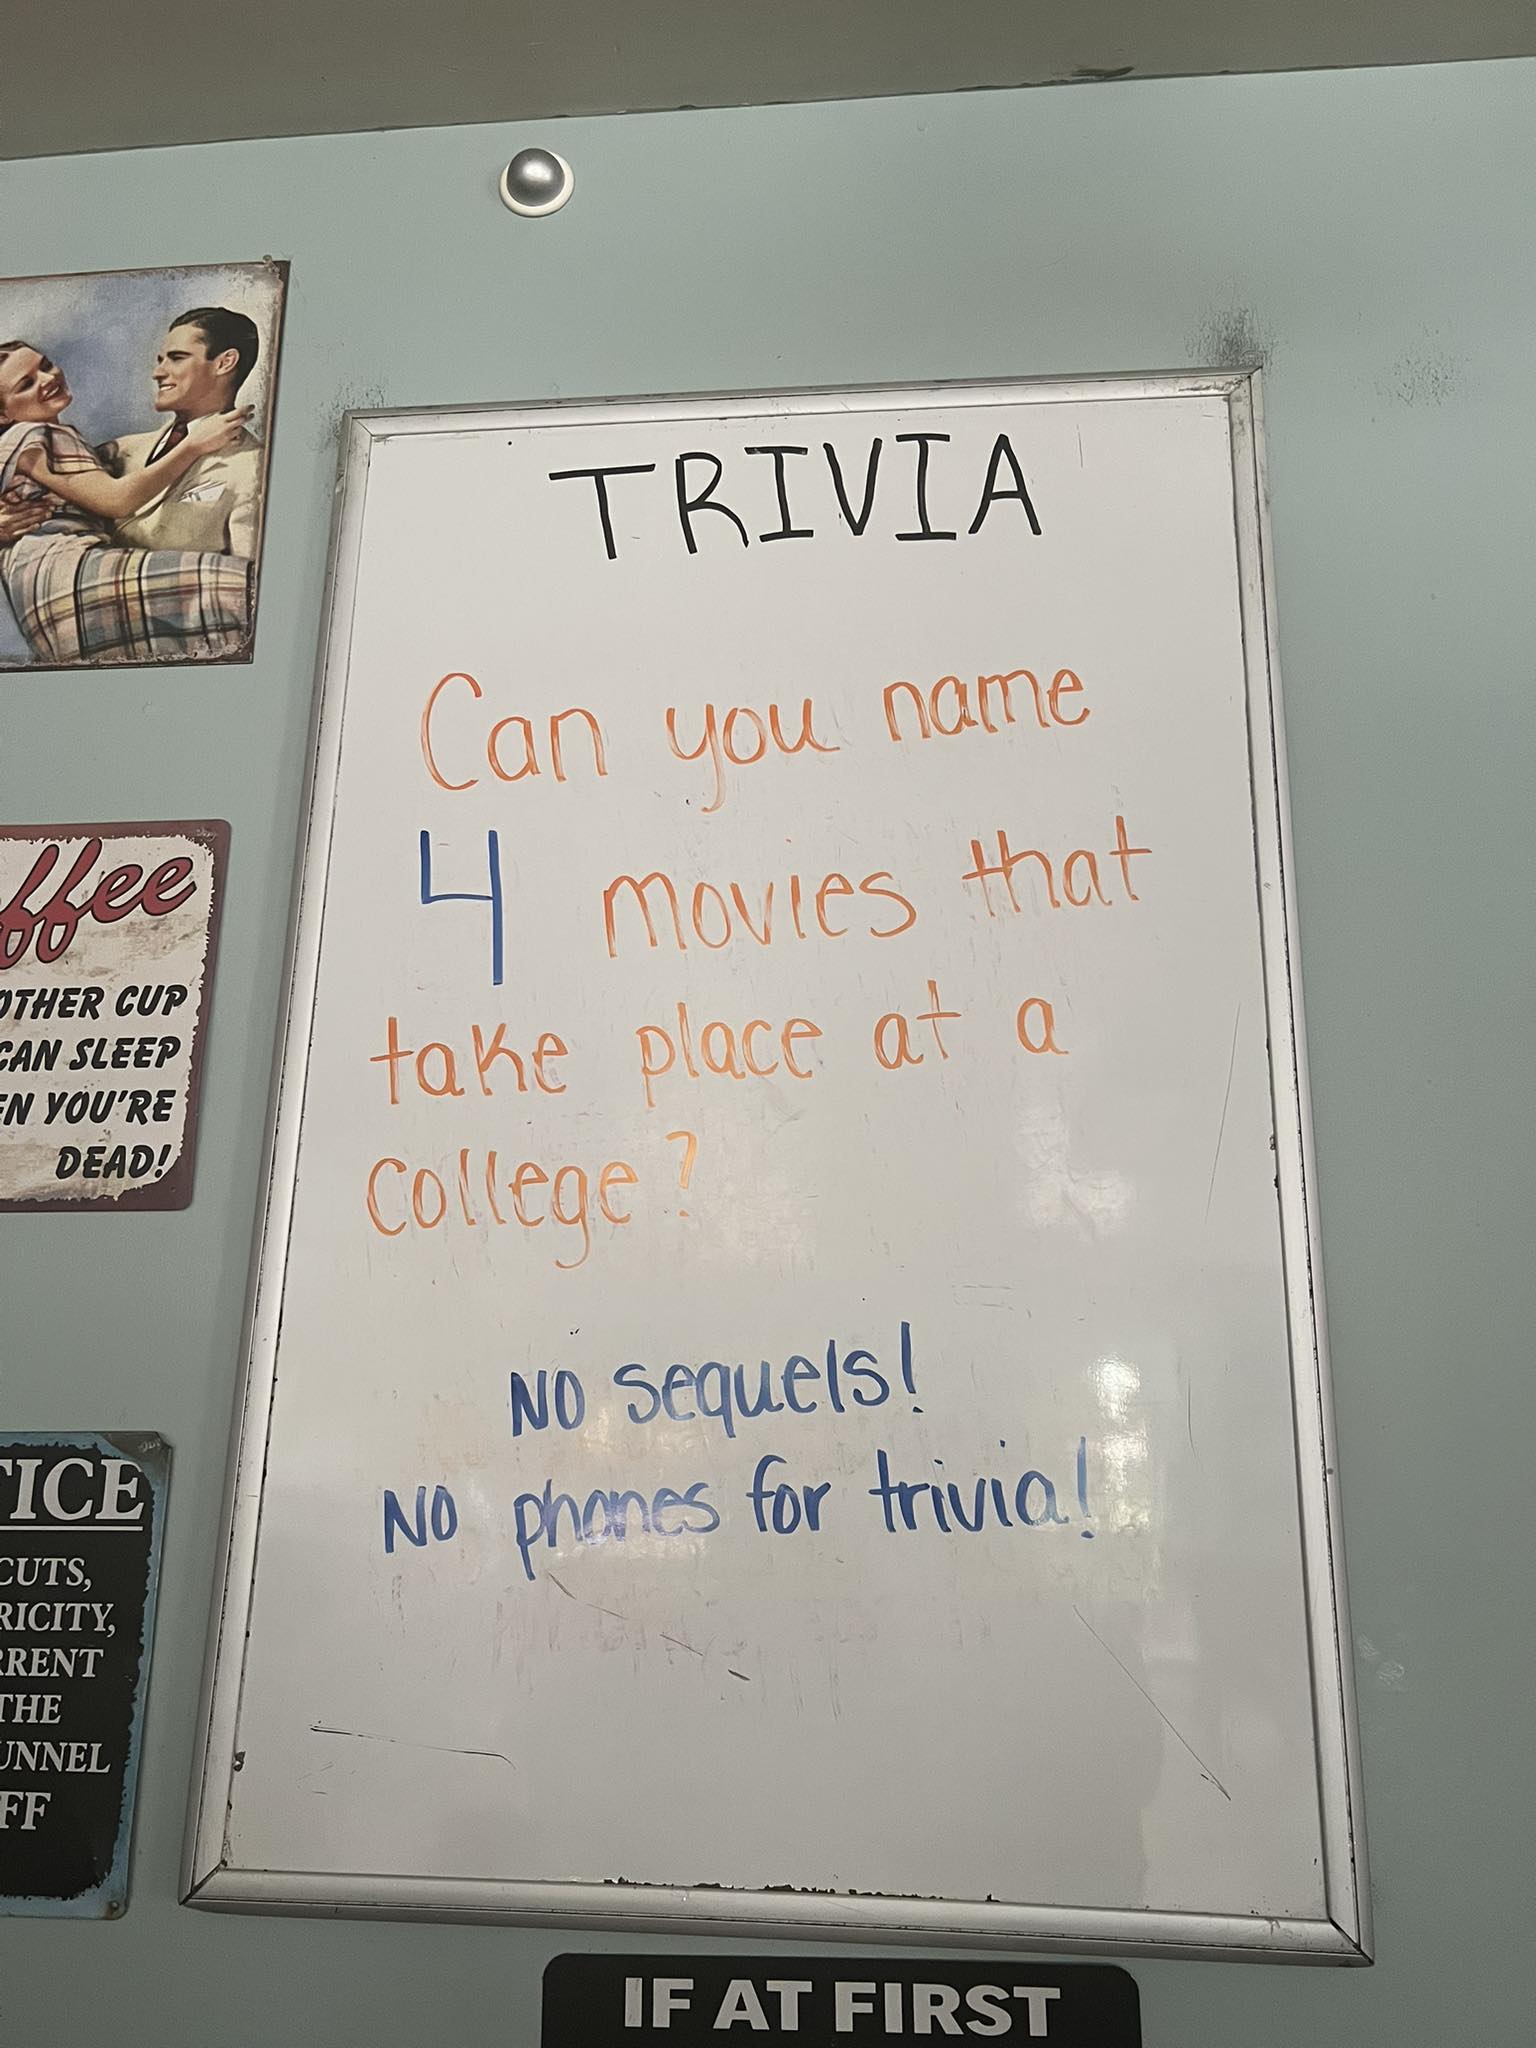 TRIVIA
Can you name
4 movies that
take place at a
college?
NO sequels!
NO phones for trivia!
ffee
OTHER CUP
CAN SLEEP
EN YOU'RE
DEAD!
TICE
CUTS,
RICITY,
RRENT
THE
UNNEL
FF
IF AT FIRST